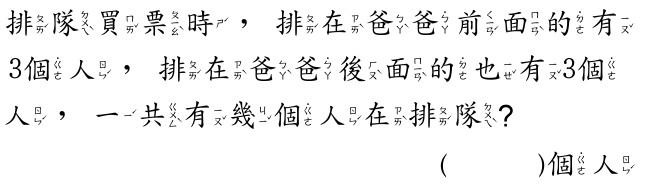 排隊買票時， 排在爸爸前面的有
3個人， 排在爸爸後面的也有3個
人， 一共有幾個人在排隊?
(        )個人